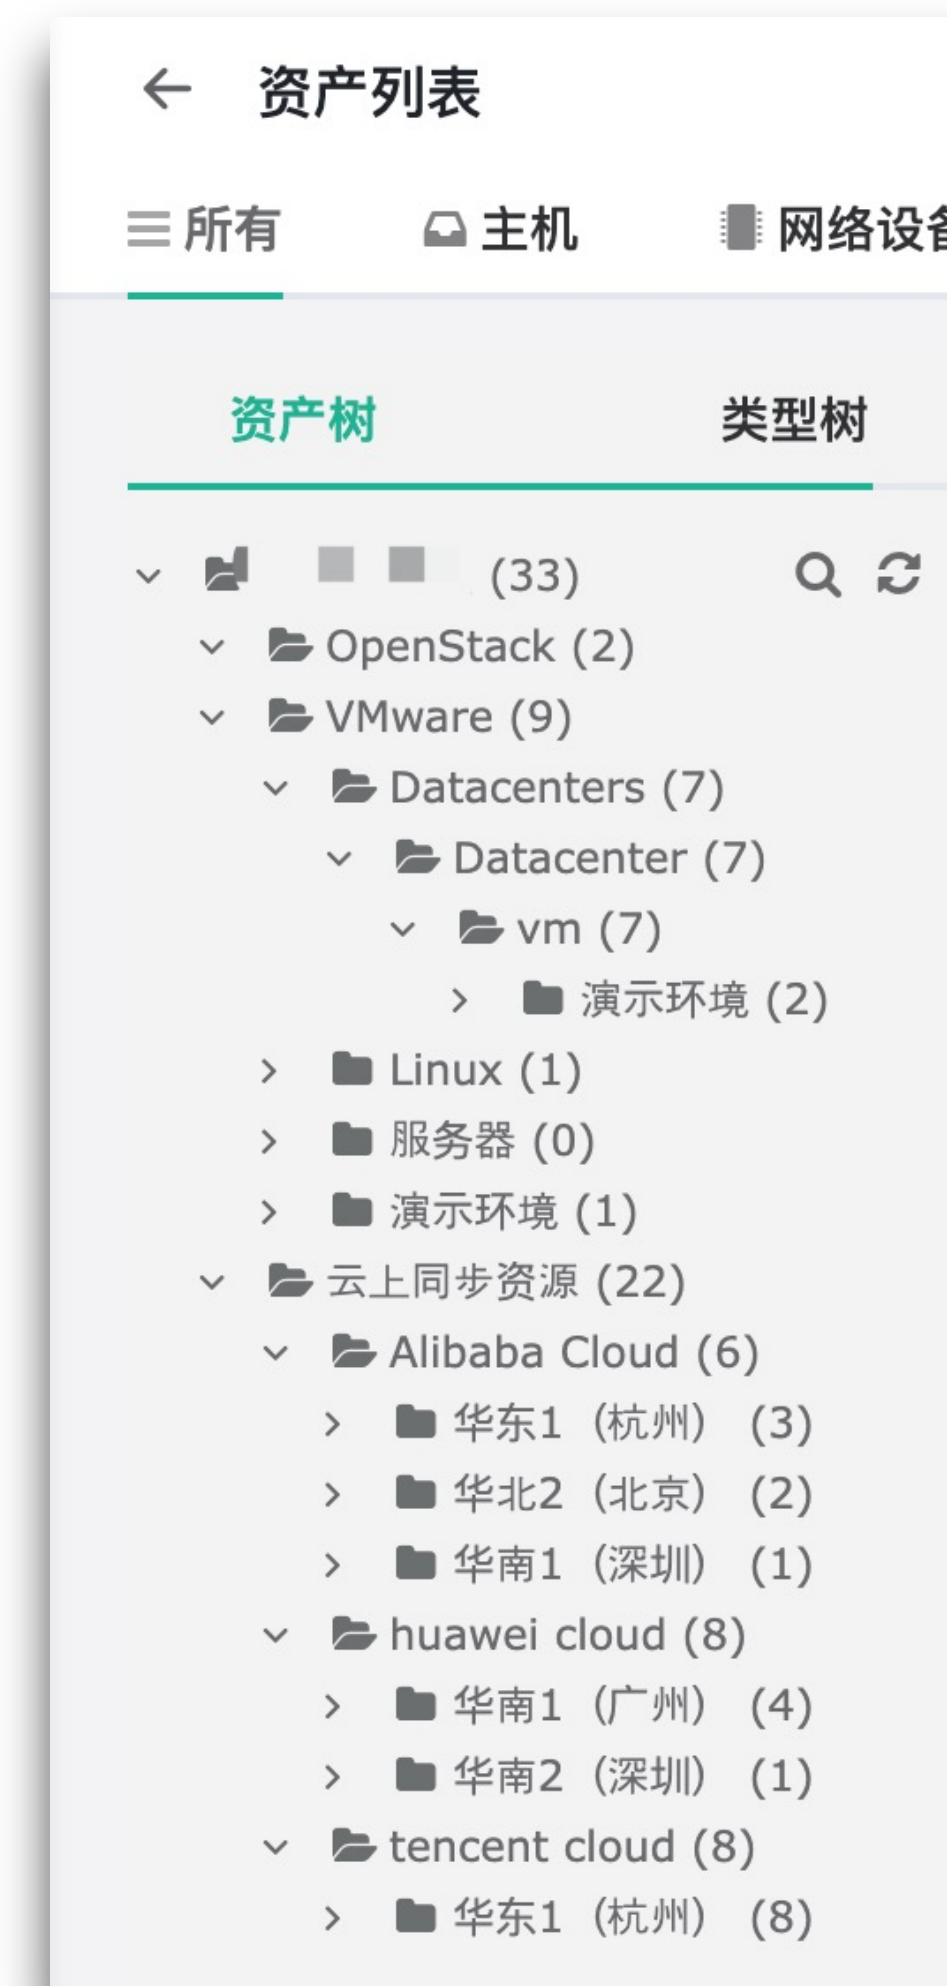 资产列表
所有 主机 网络设备
资产树 类型树
(33)
OpenStack (2)
VMware (9)
Datacenters (7)
Datacenter (7)
vm (7)
演示环境 (2)
Linux (1)
服务器 (0)
演示环境 (1)
云上同步资源 (22)
Alibaba Cloud (6)
华东1（杭州） (3)
华北2（北京） (2)
华南1（深圳） (1)
huawei cloud (8)
华南1（广州） (4)
华南2（深圳） (1)
tencent cloud (8)
华东1（杭州） (8)